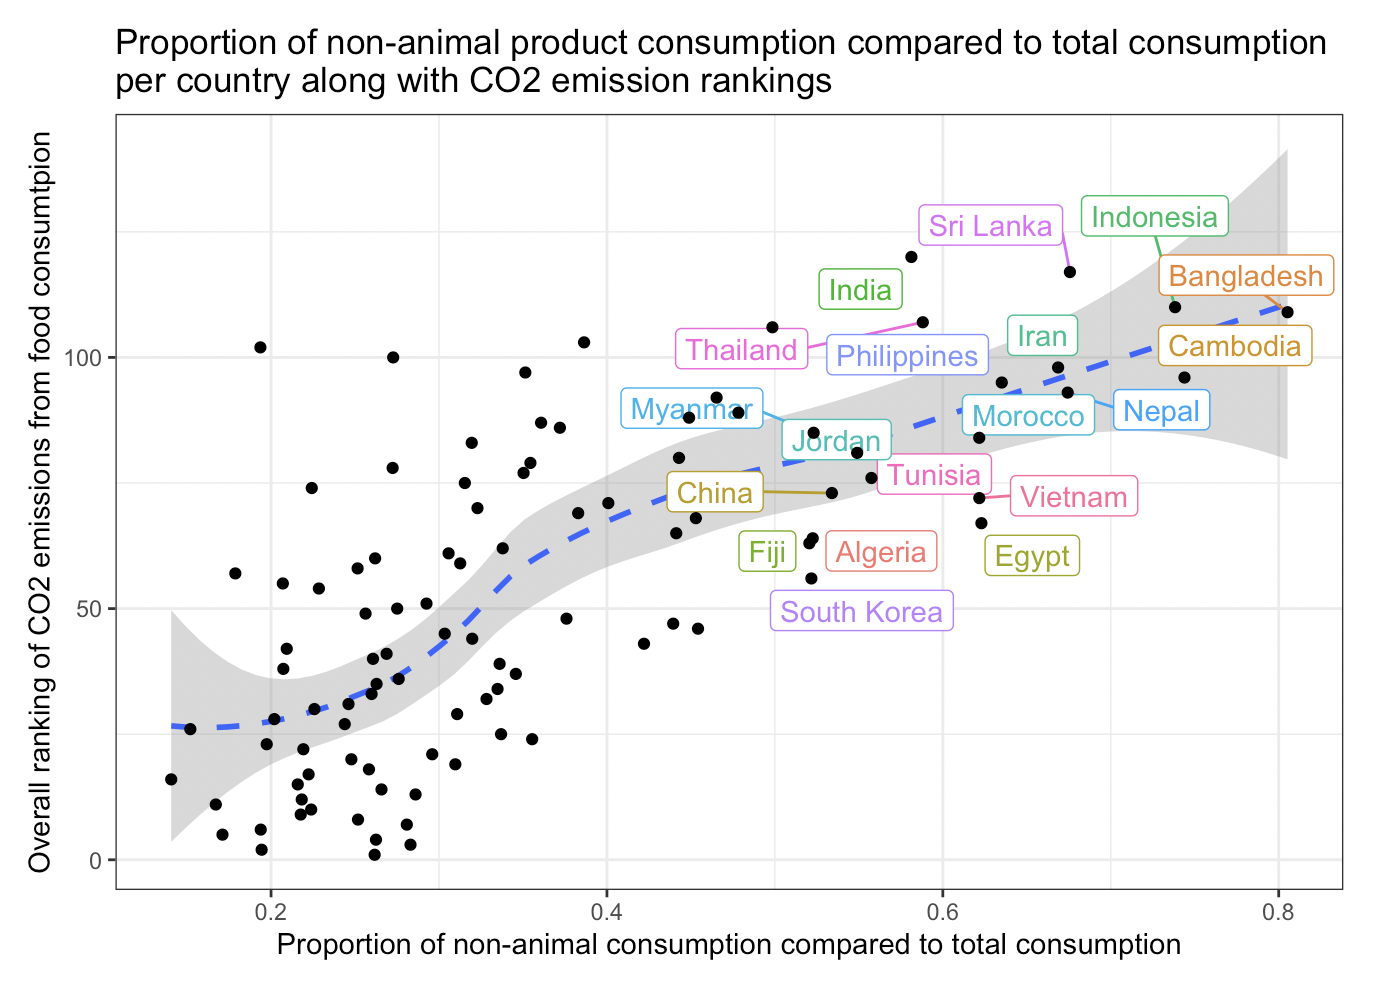 Proportion of non-animal product consumption compared to total consumption
per country along with CO2 emission rankings
Overall ranking of CO2 emissions from food consumtpion
100
50
0
Sri Lanka
Indonesia
Bangladesh
India
Iran
Thailand
Philippines
Cambodia
Myanmar
Morocco
Nepal
Jordan
Tunisia
China
Vietnam
Fiji
Algeria
Egypt
South Korea
0.2
0.4
0.6
0.8
Proportion of non-animal consumption compared to total consumption